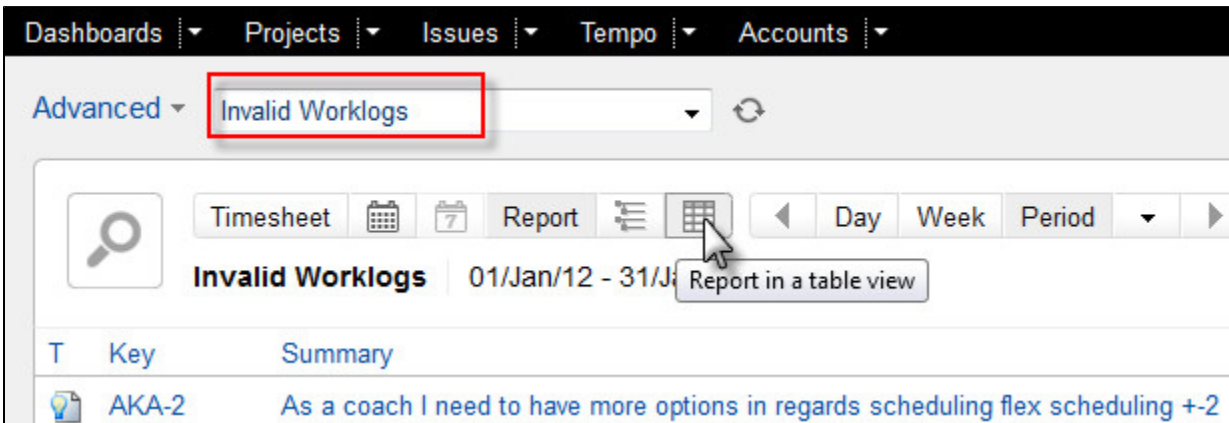 Dashboards Projects Issues Tempo Accounts
Advanced Invalid Worklogs
Timesheet 7 Report Day Week Period
Invalid Worklogs 01/Jan/12 - 31/J Report in a table view
T Key Summary
AKA-2 As a coach I need to have more options in regards scheduling flex scheduling +-2